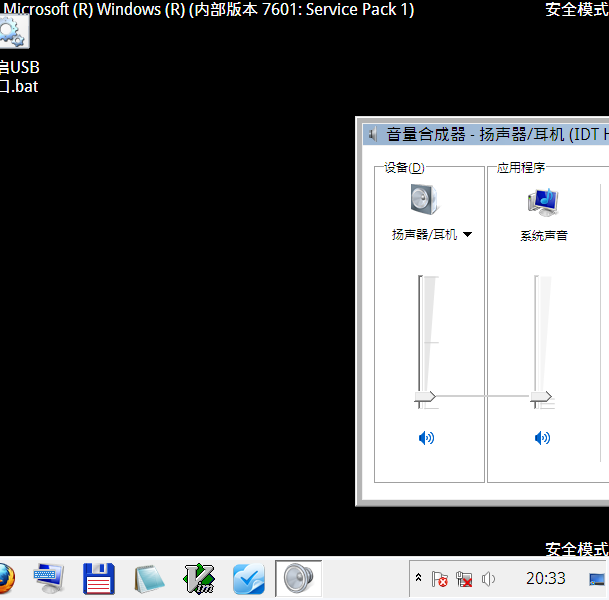 Microsoft (R) Windows (R) (内部版本 7601: Service Pack 1)
安全模式
启USB
口.bat
音量合成器 - 扬声器/耳机 (IDT H
设备(D)
应用程序
扬声器/耳机
系统声音
安全模式
20:33